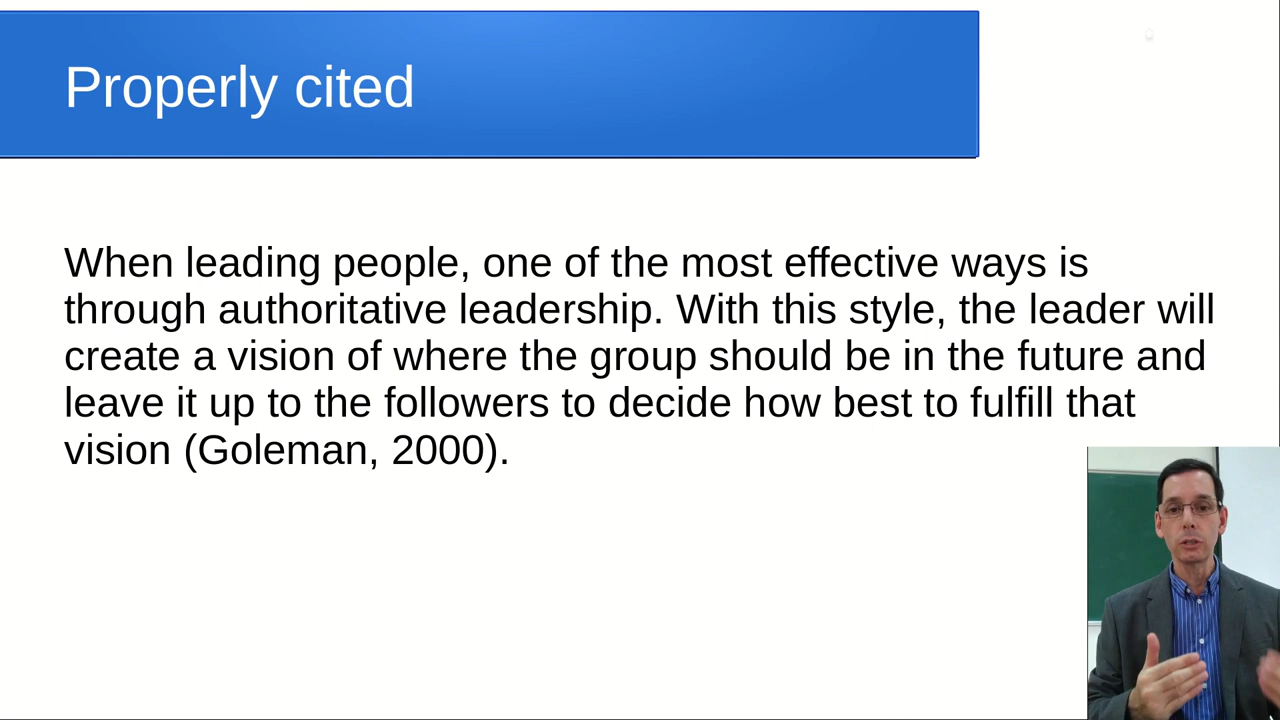 Properly cited
When leading people, one of the most effective ways is
through authoritative leadership. With this style, the leader will
create a vision of where the group should be in the future and
leave it up to the followers to decide how best to fulfill that
vision (Goleman, 2000).